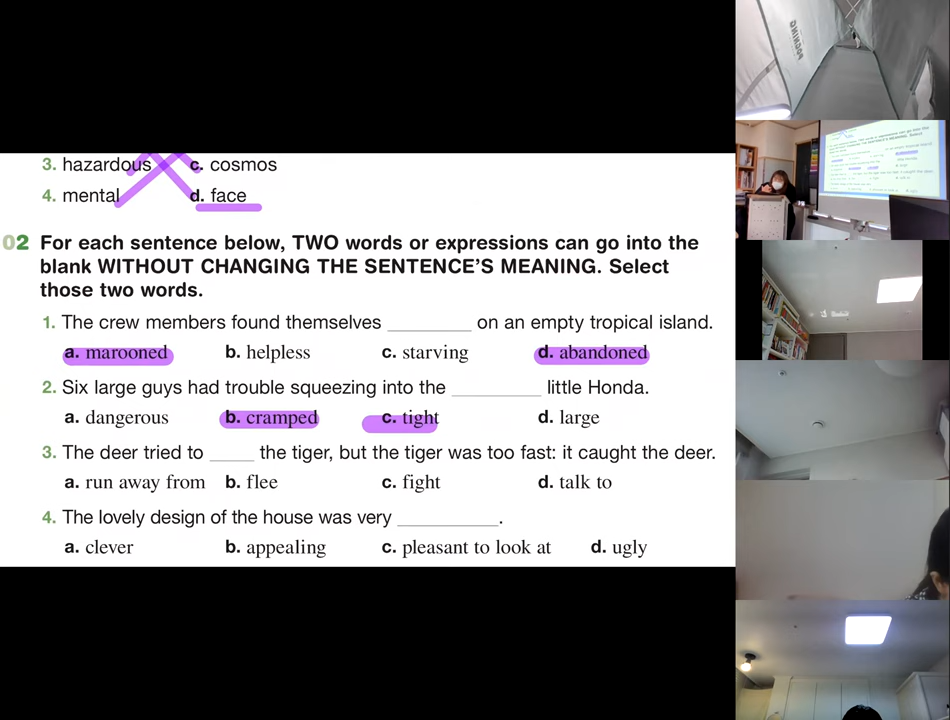 3. hazardous c. cosmos
4. mental d. face
02 For each sentence below, TWO words or expressions can go into the
blank WITHOUT CHANGING THE SENTENCE'S MEANING. Select
those two words.
1. The crew members found themselves ________ on an empty tropical island.
a. marooned b. helpless c. starving d. abandoned
2. Six large guys had trouble squeezing into the _________ little Honda.
a. dangerous b. cramped c. tight d. large
3. The deer tried to ____ the tiger, but the tiger was too fast: it caught the deer.
a. run away from b. flee c. fight d. talk to
4. The lovely design of the house was very __________.
a. clever b. appealing c. pleasant to look at d. ugly